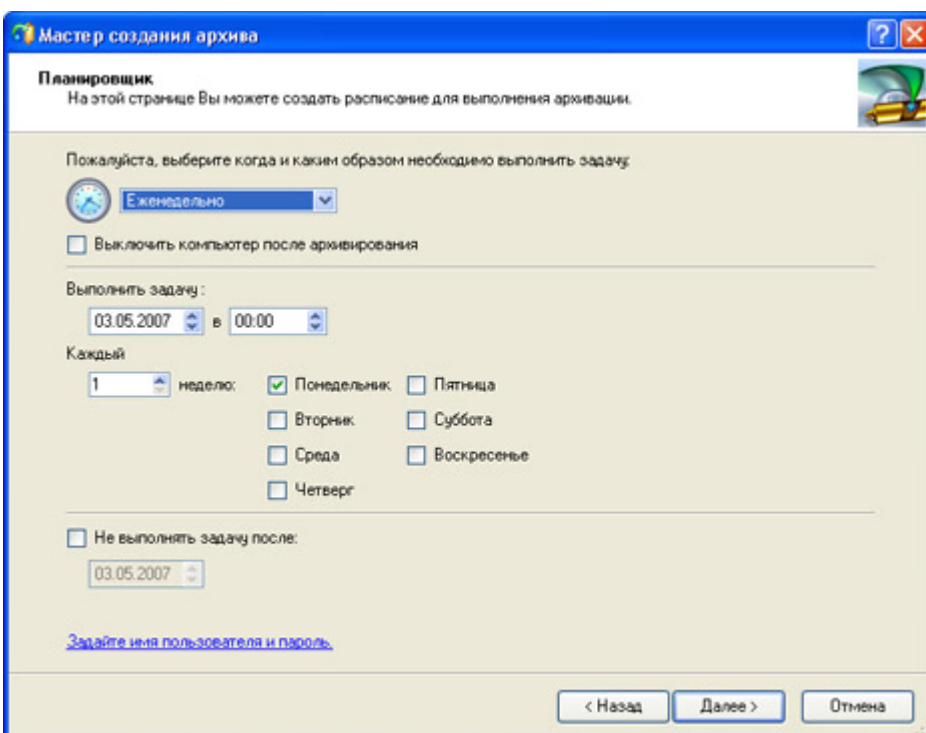 Мастер создания архива
Планировщик
На этой странице Вы можете создать расписание для выполнения архивации.
Пожалуйста, выберите когда и каким образом необходимо выполнить задачу:
Еженедельно
Выключить компьютер после архивирования
Выполнить задачу :
03.05.2007 в 00:00
Каждый
1 неделю: Понедельник Пятница
Вторник Суббота
Среда Воскресенье
Четверг
Не выполнять задачу после:
03.05.2007
Задайте имя пользователя и пароль.
< Назад Далее > Отмена